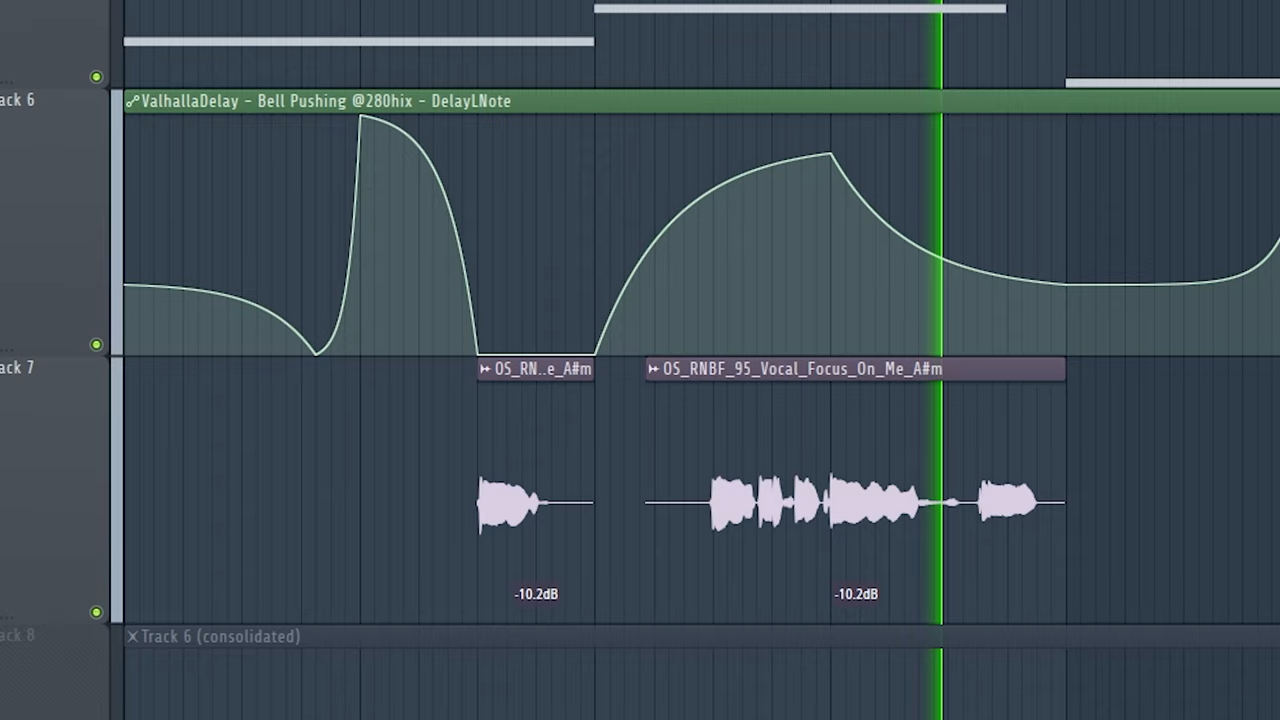 ack 6
ValhallaDelay - Bell Pushing @280hix - DelayLNote
ack 7
OS_RN..e_A#m
OS_RNBF_95_Vocal_Focus_On_Me_A#m
-10.2dB
-10.2dB
ack 8
Track 6 (consolidated)